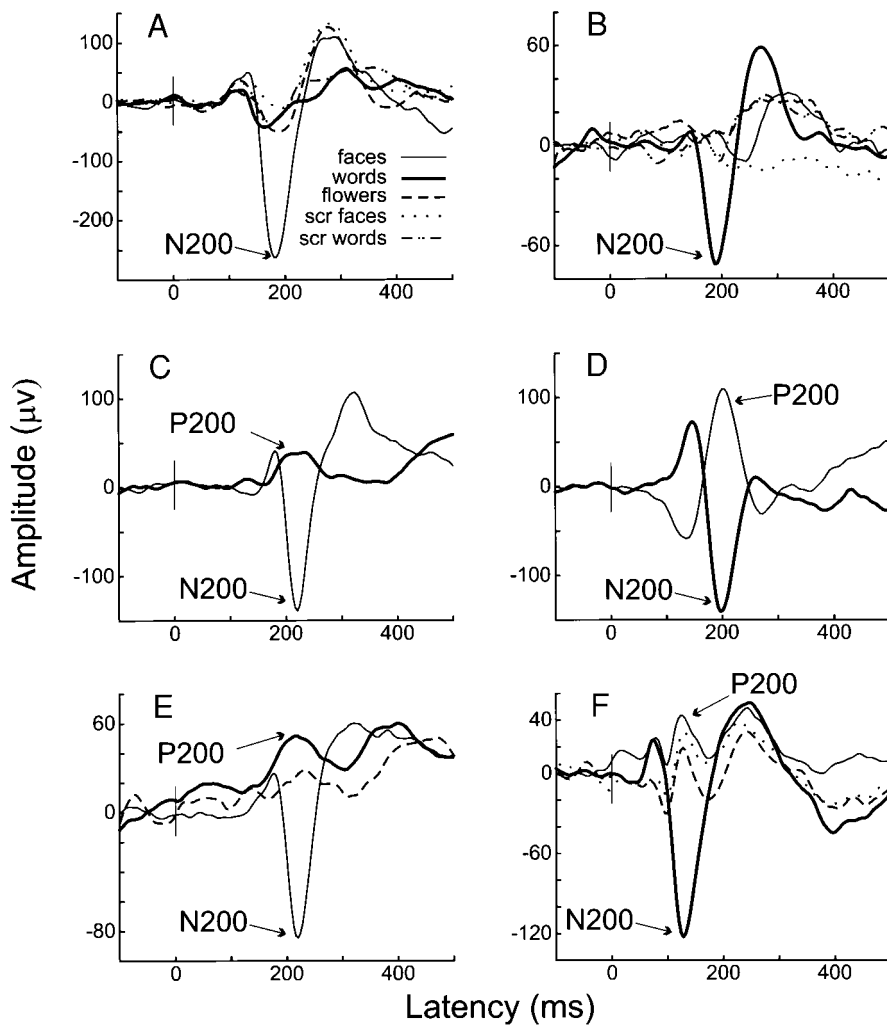 A
100
0
-100
-200
faces
words
flowers
scr faces
scr words
N200
0
200
400
B
60
0
-60
N200
0
200
400
C
100
0
-100
P200
N200
0
200
400
D
100
0
-100
P200
N200
0
200
400
E
60
0
-80
P200
N200
0
200
400
F
40
0
-60
-120
P200
N200
0
200
400
Amplitude (μv)
Latency (ms)